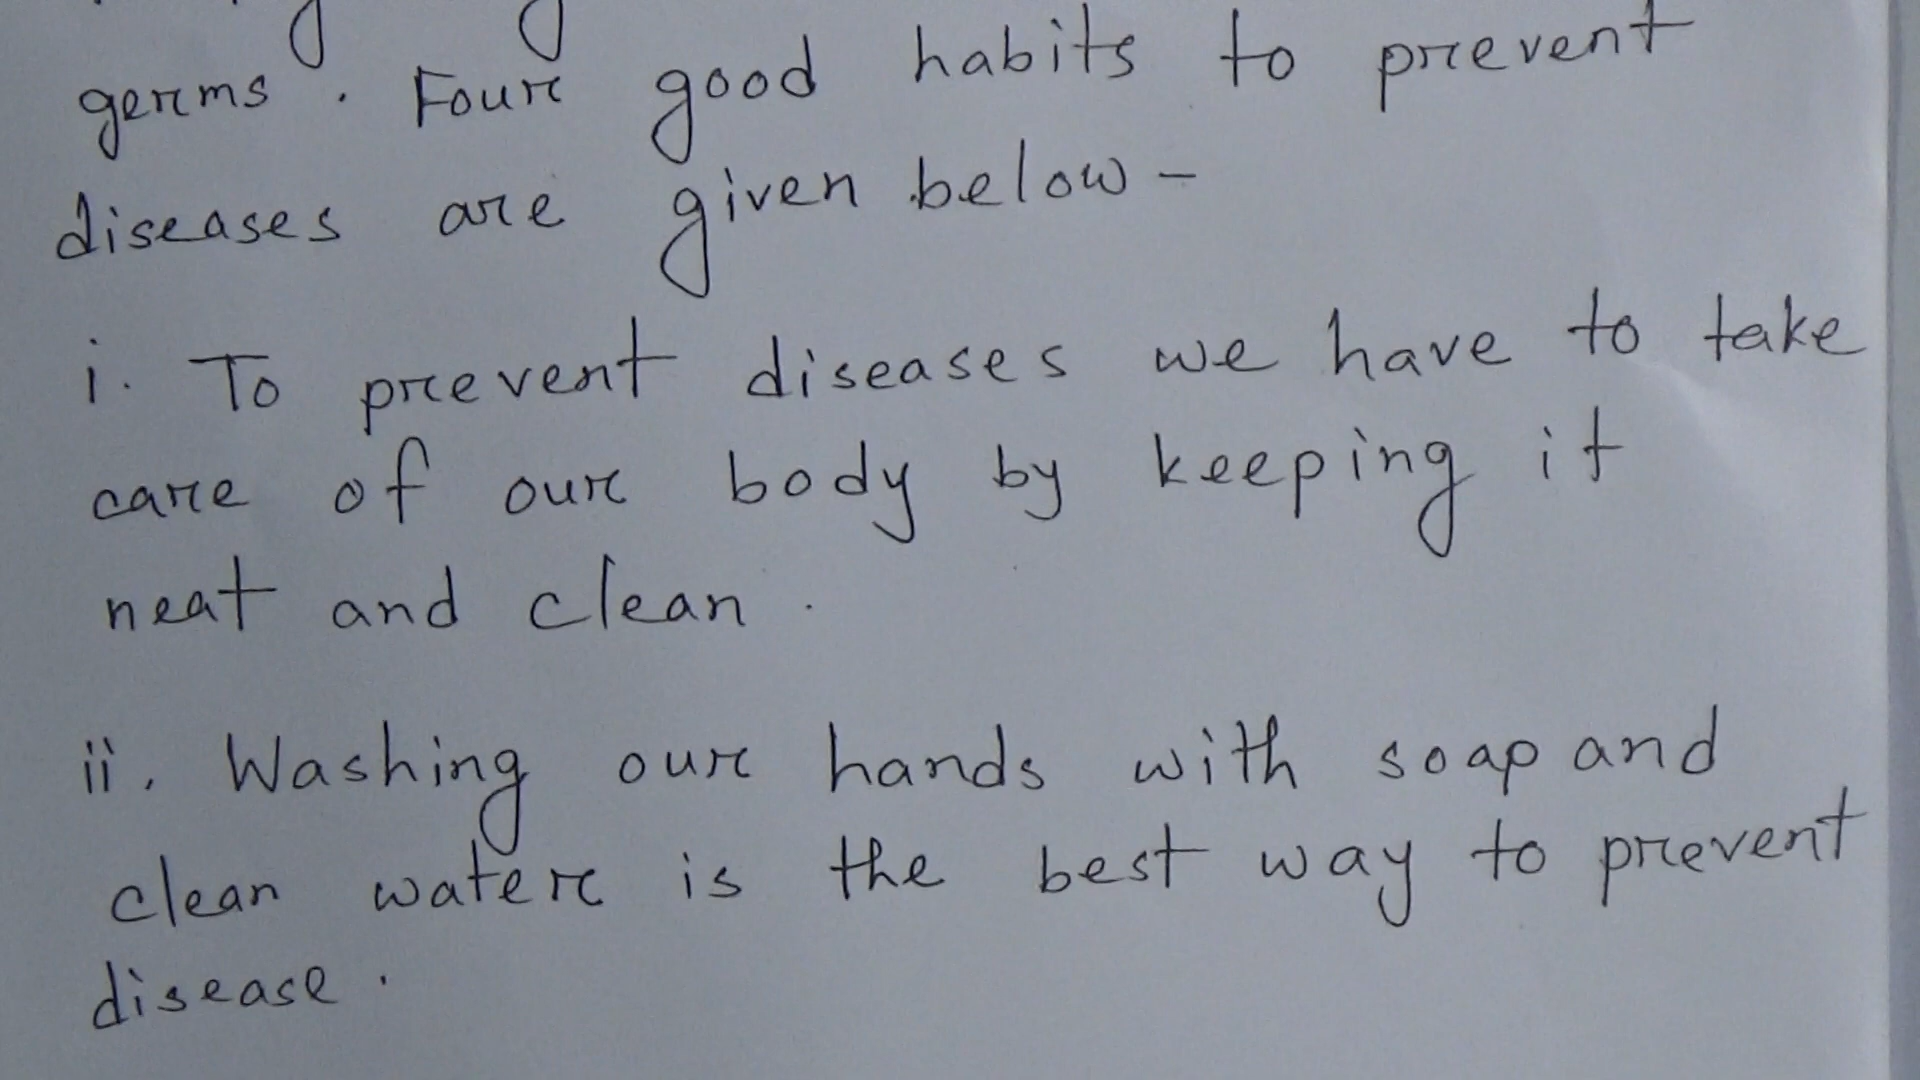 germs. Four good habits to prevent
diseases are given below-
i. To prevent diseases we have to take
care of our body by keeping it
neat and clean.
ii. Washing our hands with soap and
clean water is the best way to prevent
disease.